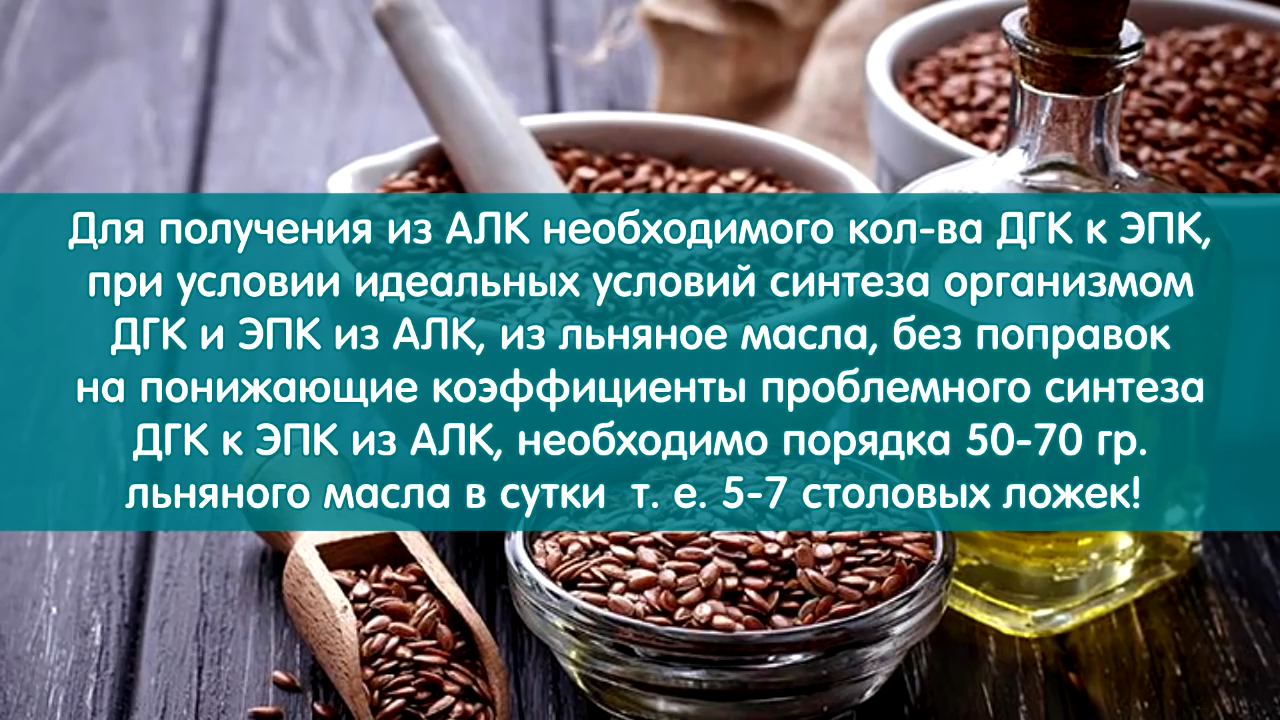 Для получения из АЛК необходимого кол-ва ДГК к ЭПК,
при условии идеальных условий синтеза организмом
ДГК и ЭПК из АЛК, из льняное масла, без поправок
на понижающие коэффициенты проблемного синтеза
ДГК к ЭПК из АЛК, необходимо порядка 50-70 гр.
льняного масла в сутки т. е. 5-7 столовых ложек!